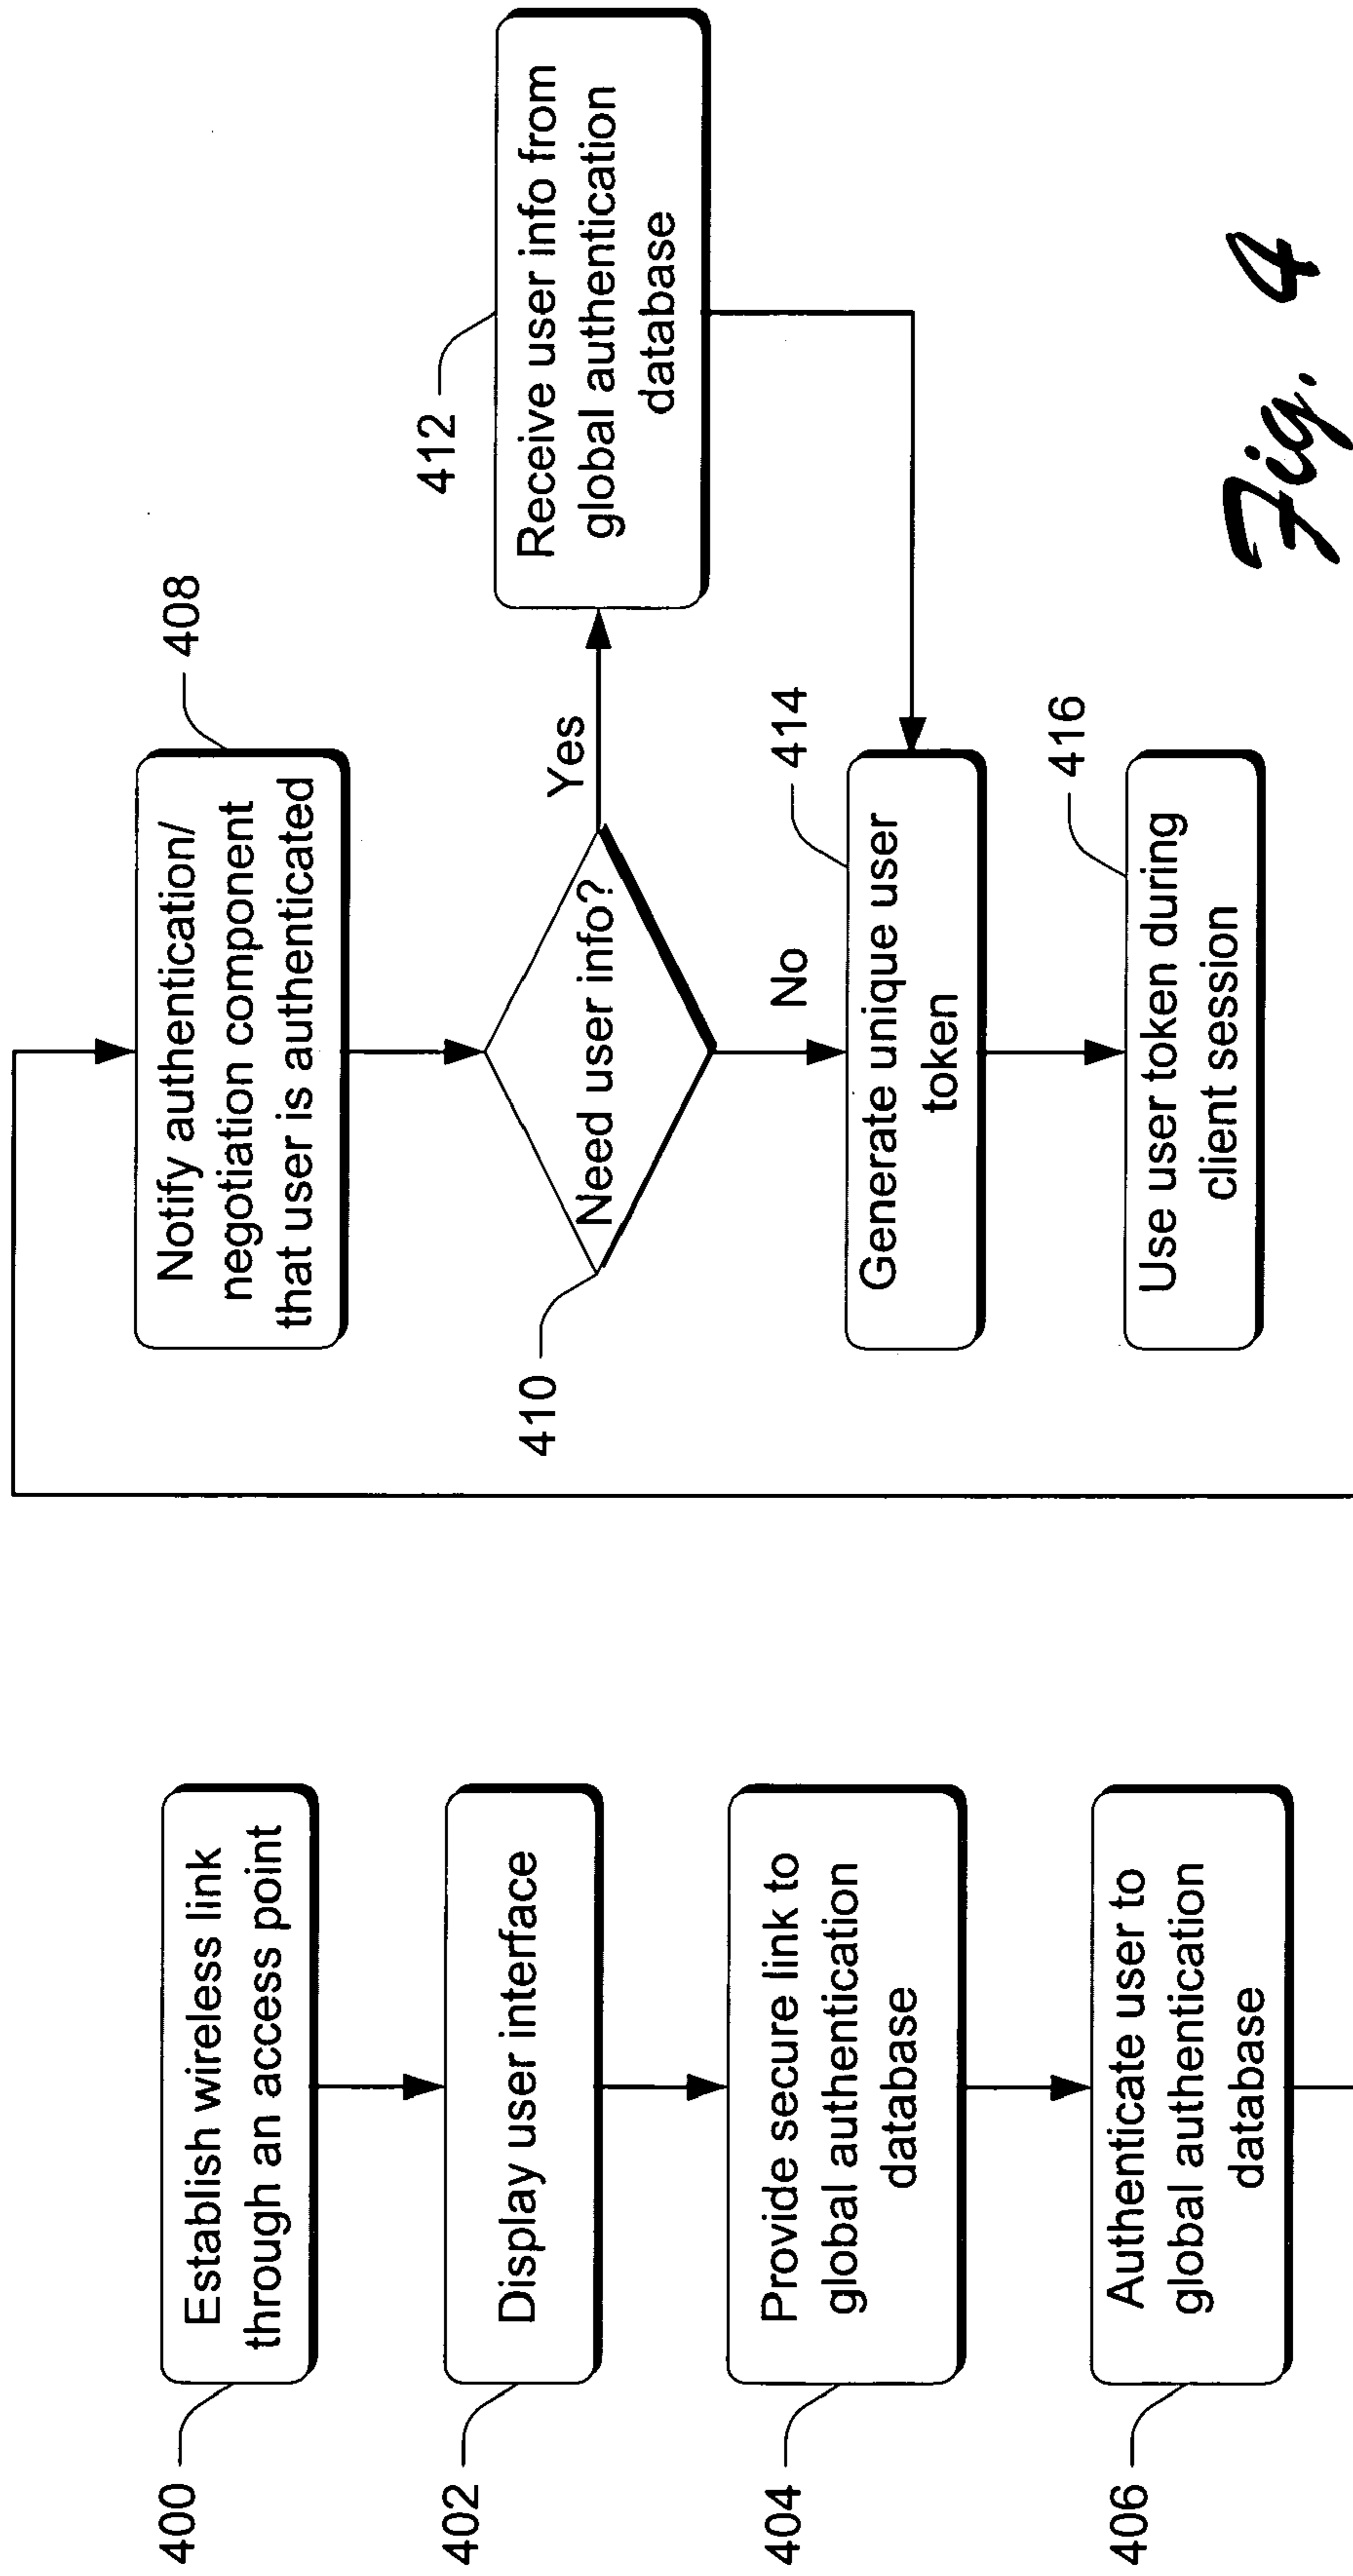 400
Establish wireless link
through an access point
402
Display user interface
404
Provide secure link to
global authentication
database
406
Authenticate user to
global authentication
database
408
Notify authentication/
negotiation component
that user is authenticated
410
Need user info?
Yes
No
412
Receive user info from
global authentication
database
414
Generate unique user
token
416
Use user token during
client session
Fig. 4